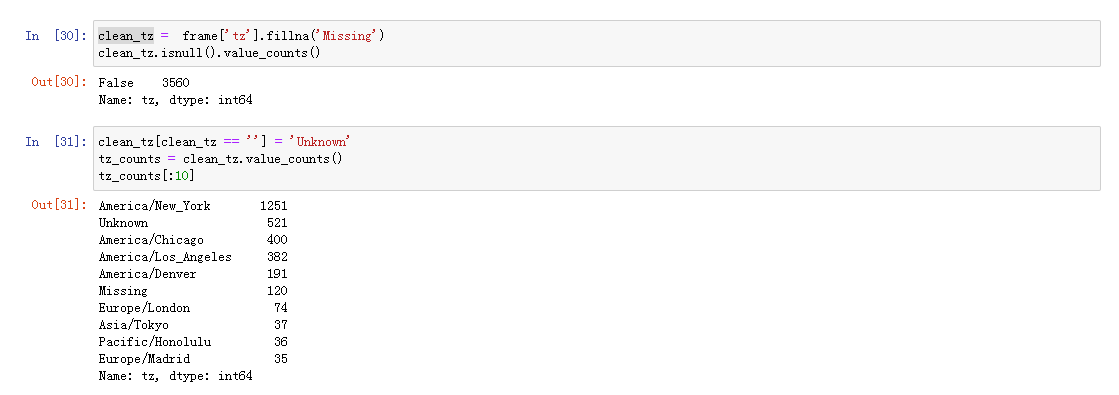 In [30]: clean_tz = frame['tz'].fillna('Missing')
clean_tz.isnull().value_counts()
Out[30]: False 3560
Name: tz, dtype: int64
In [31]: clean_tz[clean_tz == ''] = 'Unknown'
tz_counts = clean_tz.value_counts()
tz_counts[:10]
Out[31]: America/New_York 1251
Unknown 521
America/Chicago 400
America/Los_Angeles 382
America/Denver 191
Missing 120
Europe/London 74
Asia/Tokyo 37
Pacific/Honolulu 36
Europe/Madrid 35
Name: tz, dtype: int64